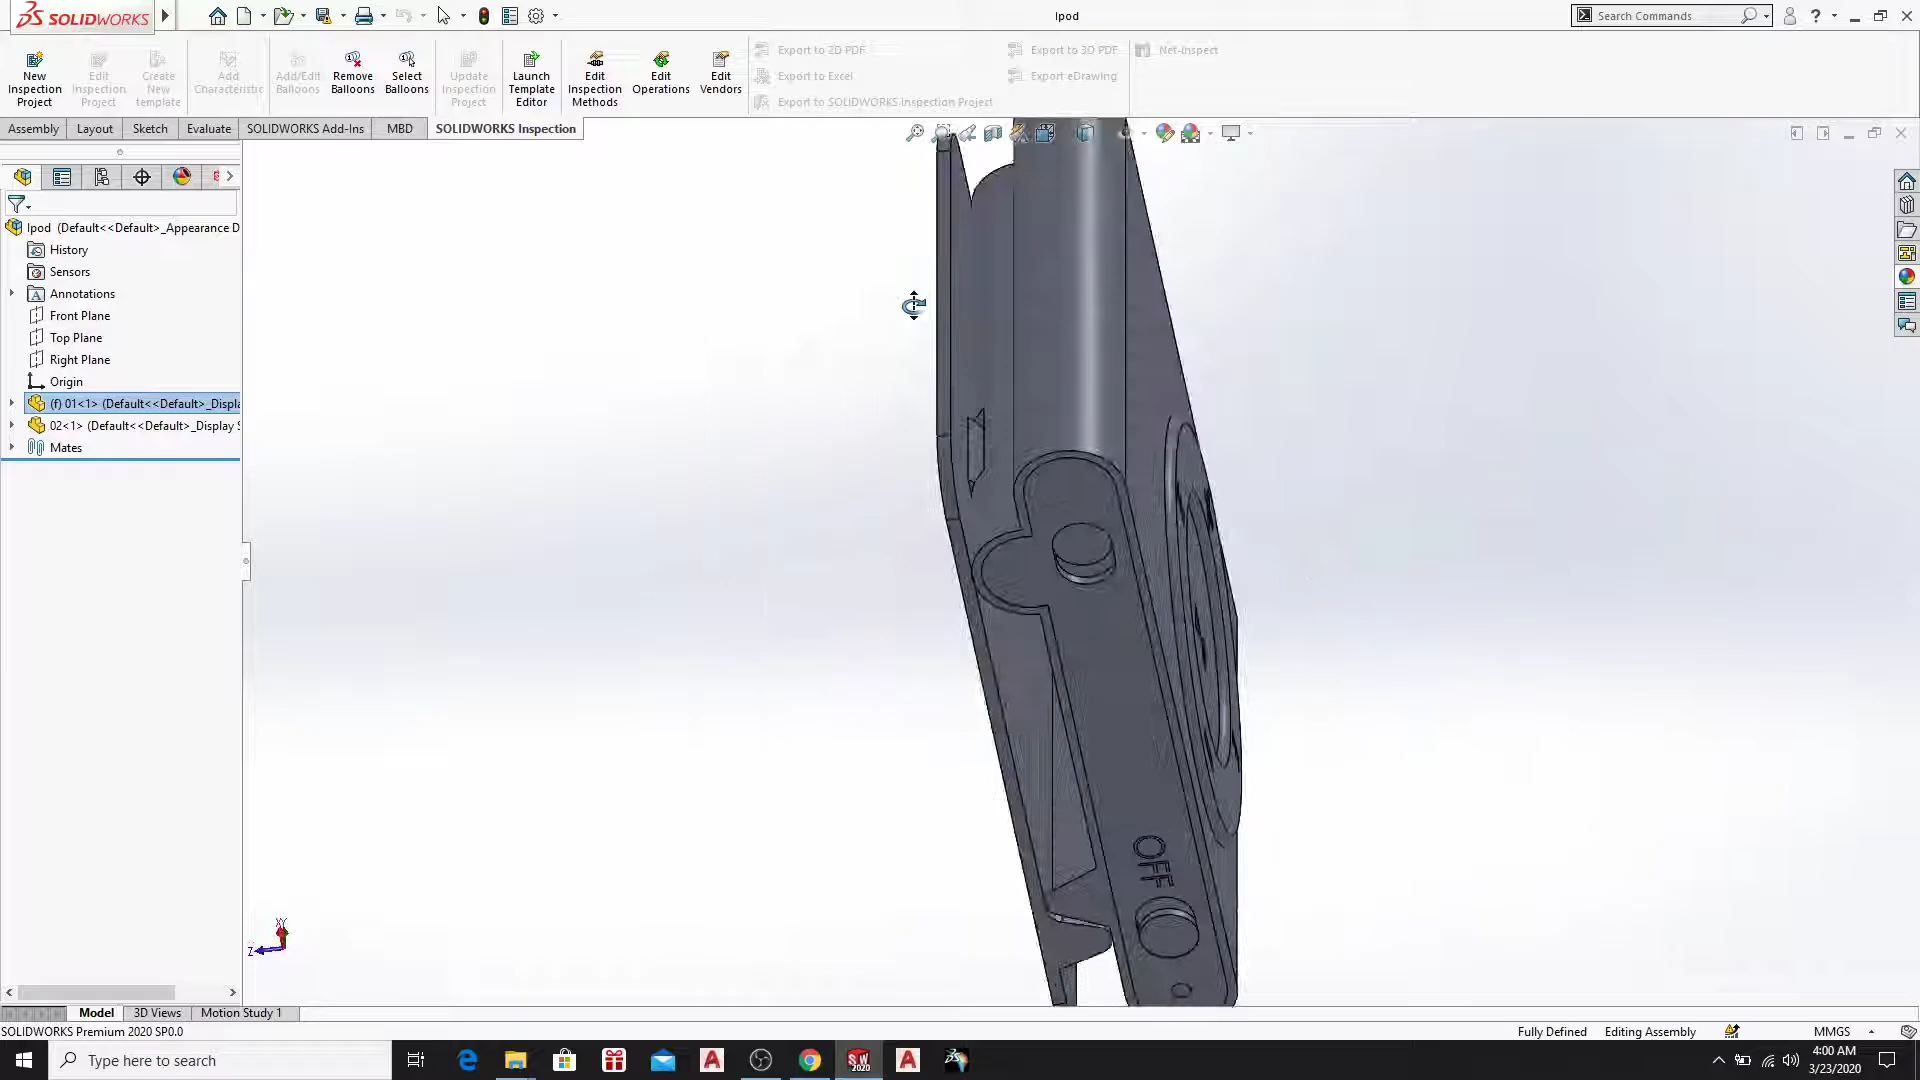 SOLIDWORKS
Ipod
Search Commands
?
New Inspection Project
Edit Inspection Project
Create New template
Add Characteristic
Add/Edit Balloons
Remove Balloons
Select Balloons
Update Inspection Project
Launch Template Editor
Edit Inspection Methods
Edit Operations
Edit Vendors
Export to 2D PDF
Export to Excel
Export to SOLIDWORKS Inspection Project
Export to 3D PDF
Export eDrawing
Net-Inspect
Assembly
Layout
Sketch
Evaluate
SOLIDWORKS Add-Ins
MBD
SOLIDWORKS Inspection
Ipod (Default<<Default>_Appearance D
History
Sensors
Annotations
Front Plane
Top Plane
Right Plane
Origin
(f) 01<1> (Default<<Default>_Displa
02<1> (Default<<Default>_Display S
Mates
OFF
Z
Model
3D Views
Motion Study 1
SOLIDWORKS Premium 2020 SP0.0
Fully Defined
Editing Assembly
MMGS
Type here to search
SW 2020
4:00 AM
3/23/2020